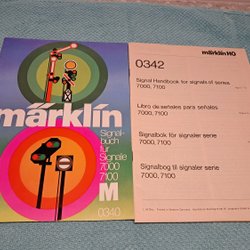 märklin
Signal-
buch
für
Signale
7000
7100
M
0340
märklin HO
0342
Signal Handbook for signals of series
7000, 7100
Libro de señales para señales
7000, 7100
Signalbok för signaler serie
7000, 7100
Signalbog til signaler serie
7000, 7100